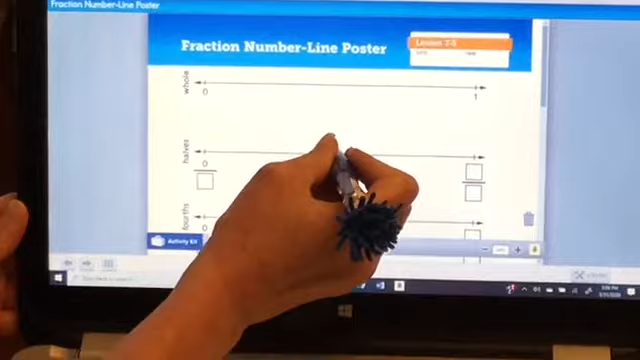 Fraction Number-Line Poster
Fraction Number-Line Poster
Lesson 7-5
whole
0
1
halves
0
fourths
0
Activity Kit